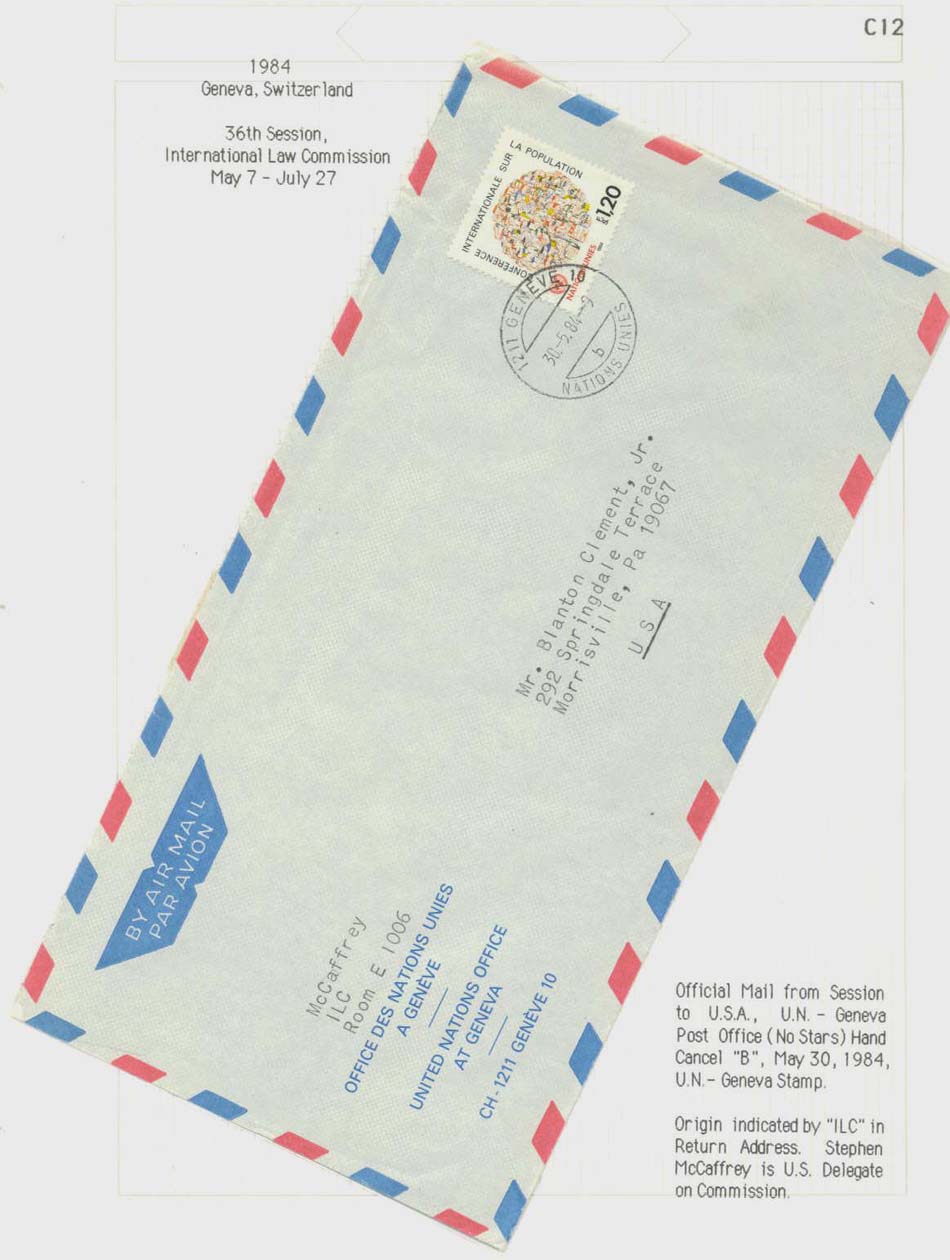 C12
1984
Geneva, Switzerland
36th Session,
International Law Commission
May 7 - July 27
CONFÉRENCE INTERNATIONALE SUR LA POPULATION
1,20
NATIONS UNIES
1211 GENÈVE 10
30.-5.84.-9
b
NATIONS UNIES
Mr. Blanton Clement, Jr.
292 Springdale Terrace
Morrisville, Pa 19067
U S A
BY AIR MAIL
PAR AVION
McCaffrey
ILC
Room E 1006
OFFICE DES NATIONS UNIES
A GENÈVE
UNITED NATIONS OFFICE
AT GENEVA
CH-1211 GENÈVE 10
Official Mail from Session
to U.S.A., U.N. - Geneva
Post Office (No Stars) Hand
Cancel "B", May 30, 1984,
U.N.- Geneva Stamp.
Origin indicated by "ILC" in
Return Address. Stephen
McCaffrey is U.S. Delegate
on Commission.